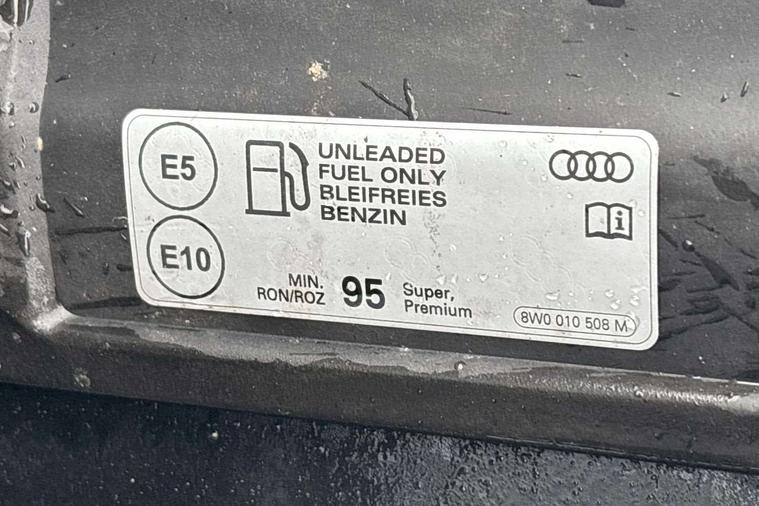 E5
E10
UNLEADED
FUEL ONLY
BLEIFREIES
BENZIN
MIN.
RON/ROZ
95
Super,
Premium
i
8W0 010 508 M